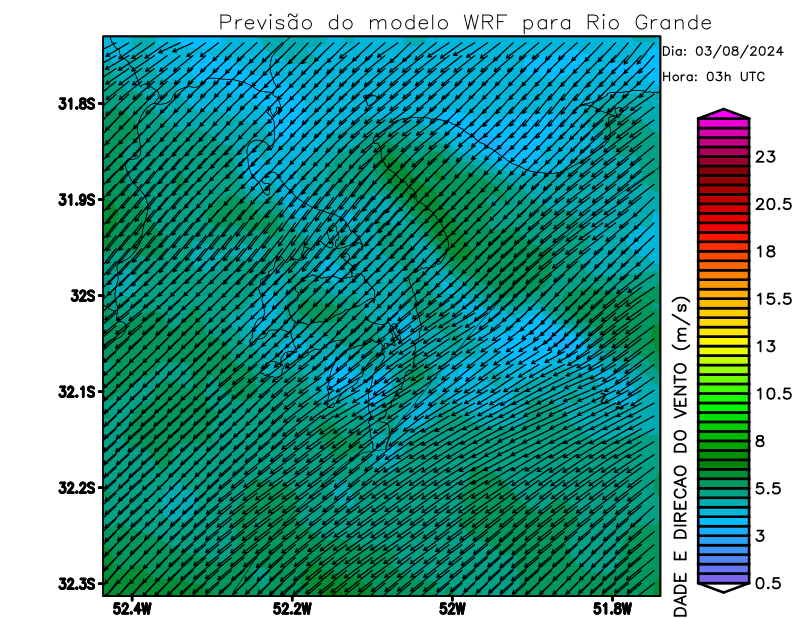 Previsão do modelo WRF para Rio Grande
Dia: 03/08/2024
Hora: 03h UTC
31.8S
31.9S
32S
32.1S
32.2S
32.3S
52.4W
52.2W
52W
51.8W
23
20.5
18
15.5
13
10.5
8
5.5
3
0.5
DADE E DIRECAO DO VENTO (m/s)